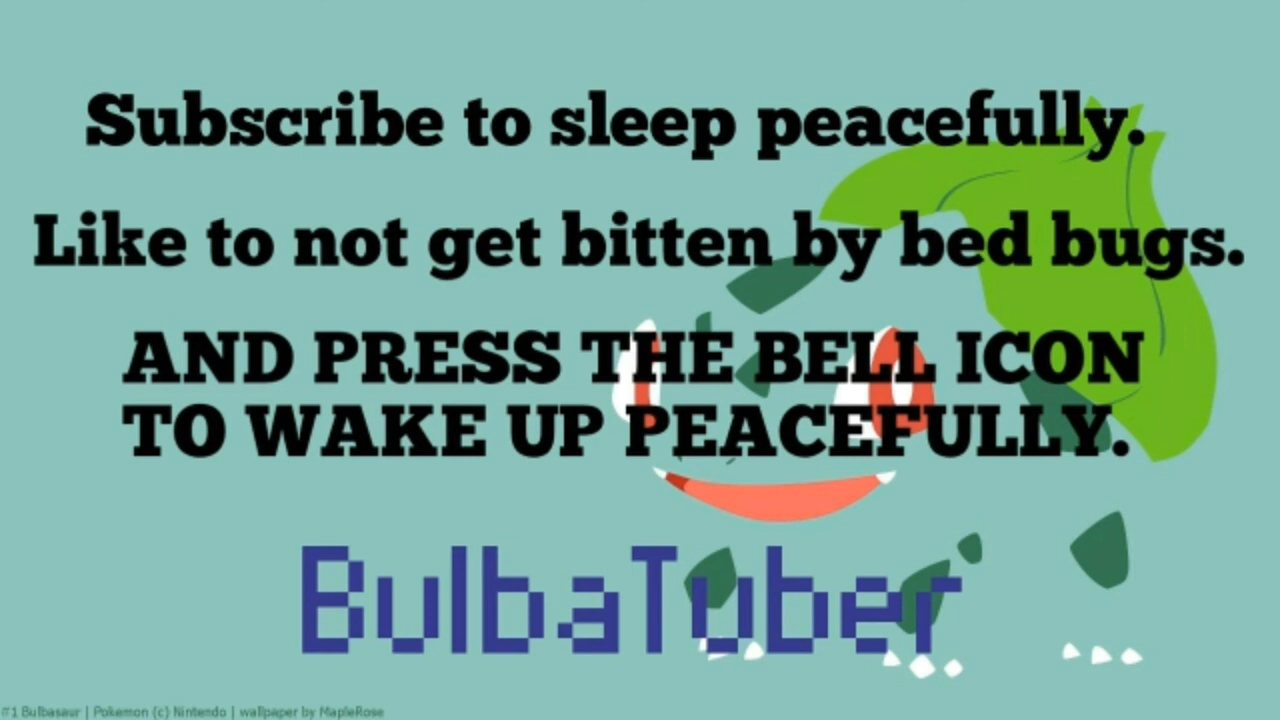 Subscribe to sleep peacefully.
Like to not get bitten by bed bugs.
AND PRESS THE BELL ICON
TO WAKE UP PEACEFULLY.
BulbaTuber
#1 Bulbasaur | Pokemon (c) Nintendo | wallpaper by MapleRose